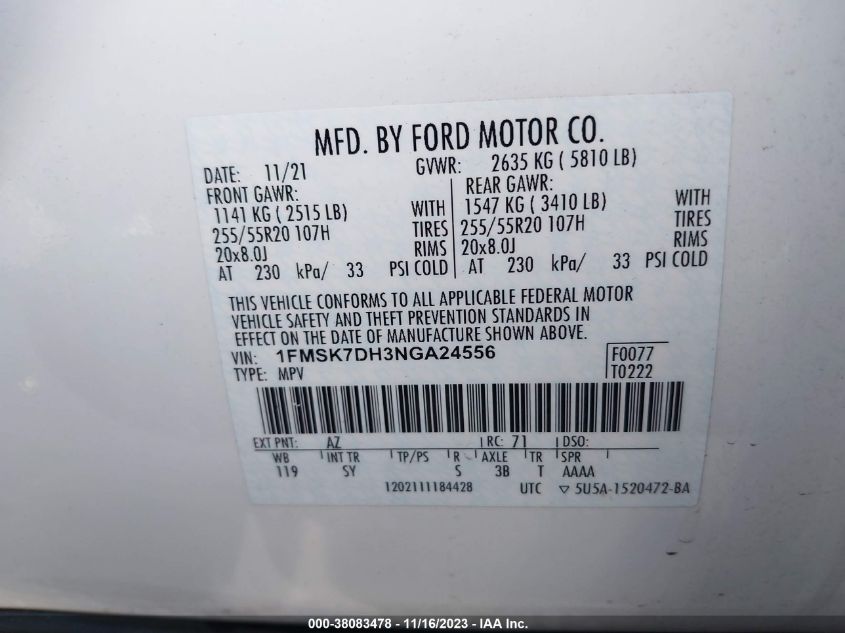 MFD. BY FORD MOTOR CO.
DATE: 11/21 GVWR: 2635 KG ( 5810 LB)
FRONT GAWR: REAR GAWR:
1141 KG ( 2515 LB) WITH 1547 KG ( 3410 LB) WITH
255/55R20 107H TIRES 255/55R20 107H TIRES
20x8.0J RIMS 20x8.0J RIMS
AT 230 kPa/ 33 PSI COLD AT 230 kPa/ 33 PSI COLD
THIS VEHICLE CONFORMS TO ALL APPLICABLE FEDERAL MOTOR
VEHICLE SAFETY AND THEFT PREVENTION STANDARDS IN
EFFECT ON THE DATE OF MANUFACTURE SHOWN ABOVE.
VIN: 1FMSK7DH3NGA24556 F0077
TYPE: MPV T0222
EXT PNT: AZ RC: 71 DSO:
WB INT TR TP/PS R AXLE TR SPR
119 SY S 3B T AAAA
1202111184428 UTC ▽ 5U5A-1520472-BA
000-38083478 - 11/16/2023 - IAA Inc.